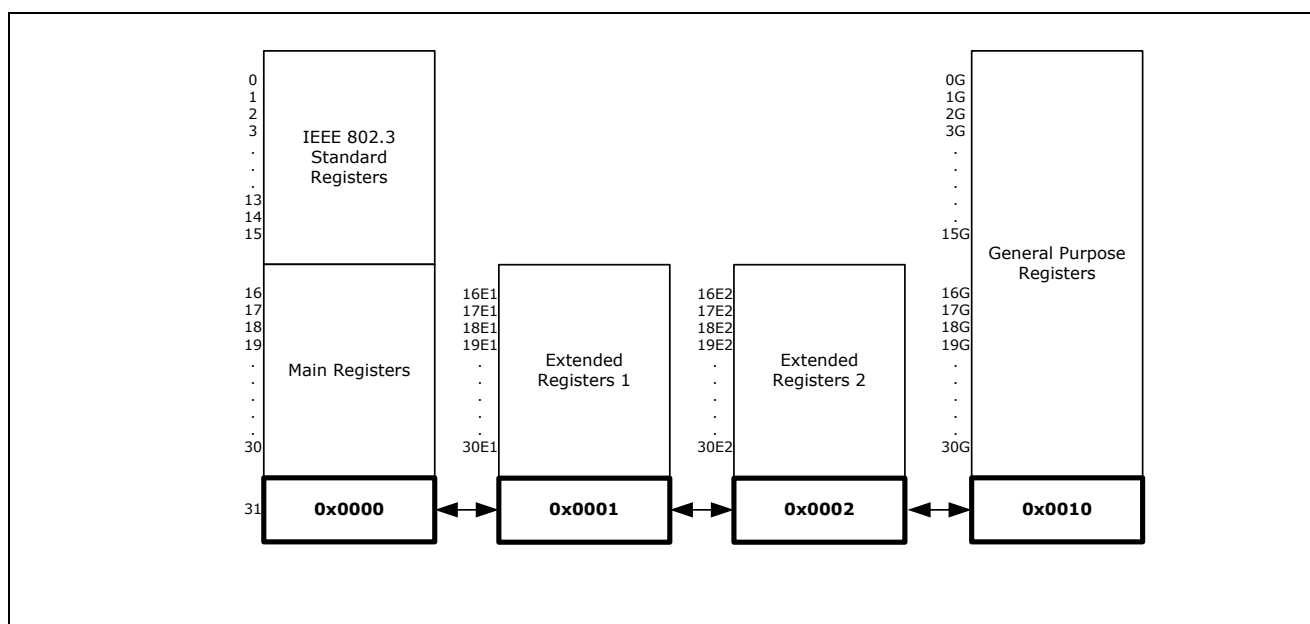 0
1
2
3
.
.
.
13
14
15
IEEE 802.3
Standard
Registers
16
17
18
19
.
.
.
.
.
30
Main Registers
16E1
17E1
18E1
19E1
.
.
.
.
.
30E1
Extended
Registers 1
16E2
17E2
18E2
19E2
.
.
.
.
.
30E2
Extended
Registers 2
0G
1G
2G
3G
.
.
.
.
.
15G
16G
17G
18G
19G
.
.
.
.
.
30G
General Purpose
Registers
31
0x0000
0x0001
0x0002
0x0010